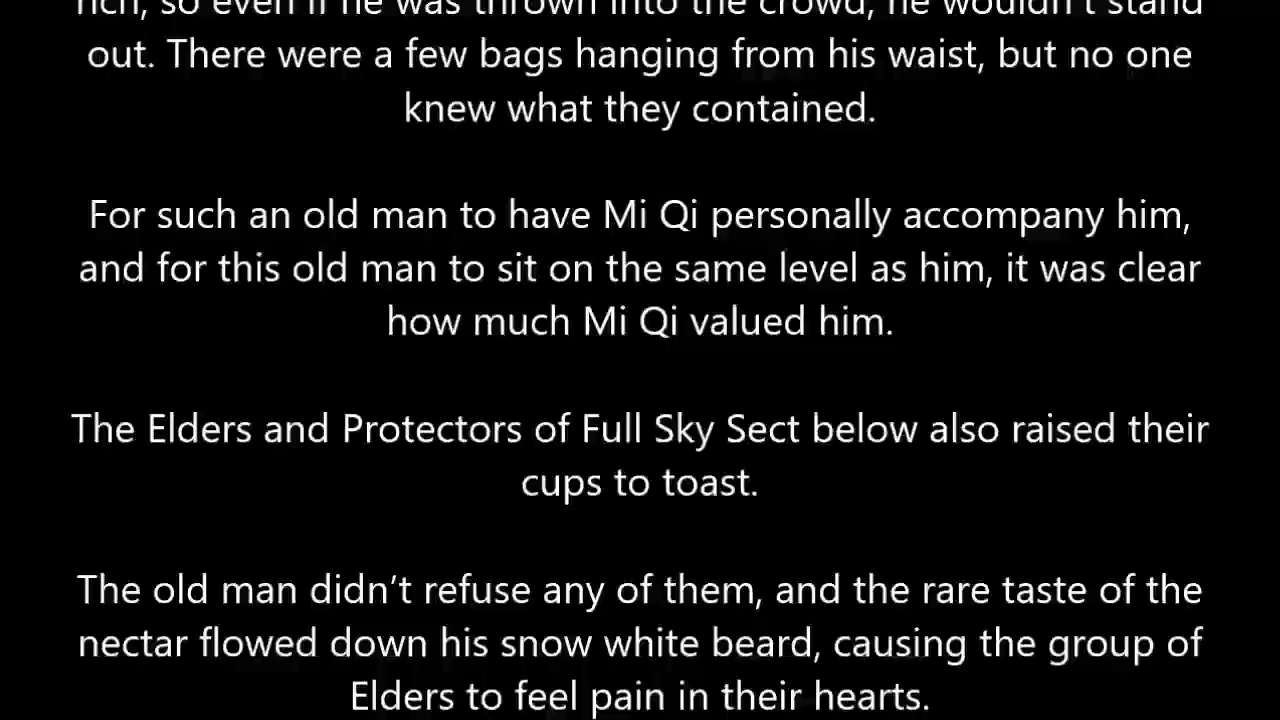 rich, so even if he was thrown into the crowd, he wouldn't stand
out. There were a few bags hanging from his waist, but no one
knew what they contained.
For such an old man to have Mi Qi personally accompany him,
and for this old man to sit on the same level as him, it was clear
how much Mi Qi valued him.
The Elders and Protectors of Full Sky Sect below also raised their
cups to toast.
The old man didn’t refuse any of them, and the rare taste of the
nectar flowed down his snow white beard, causing the group of
Elders to feel pain in their hearts.